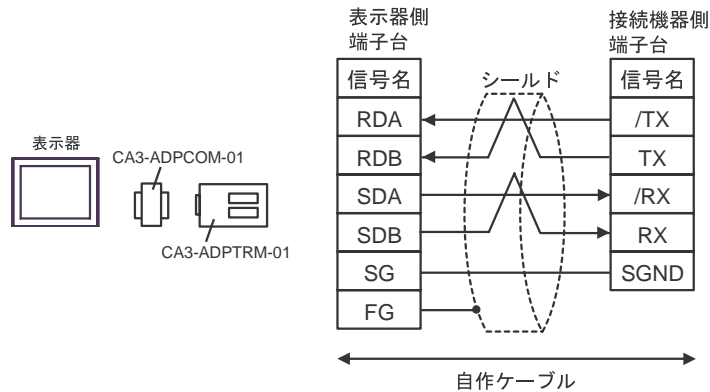 表示器
CA3-ADPCOM-01
CA3-ADPTRM-01
表示器側
端子台
接続機器側
端子台
信号名
シールド
信号名
RDA
/TX
RDB
TX
SDA
/RX
SDB
RX
SG
SGND
FG
自作ケーブル